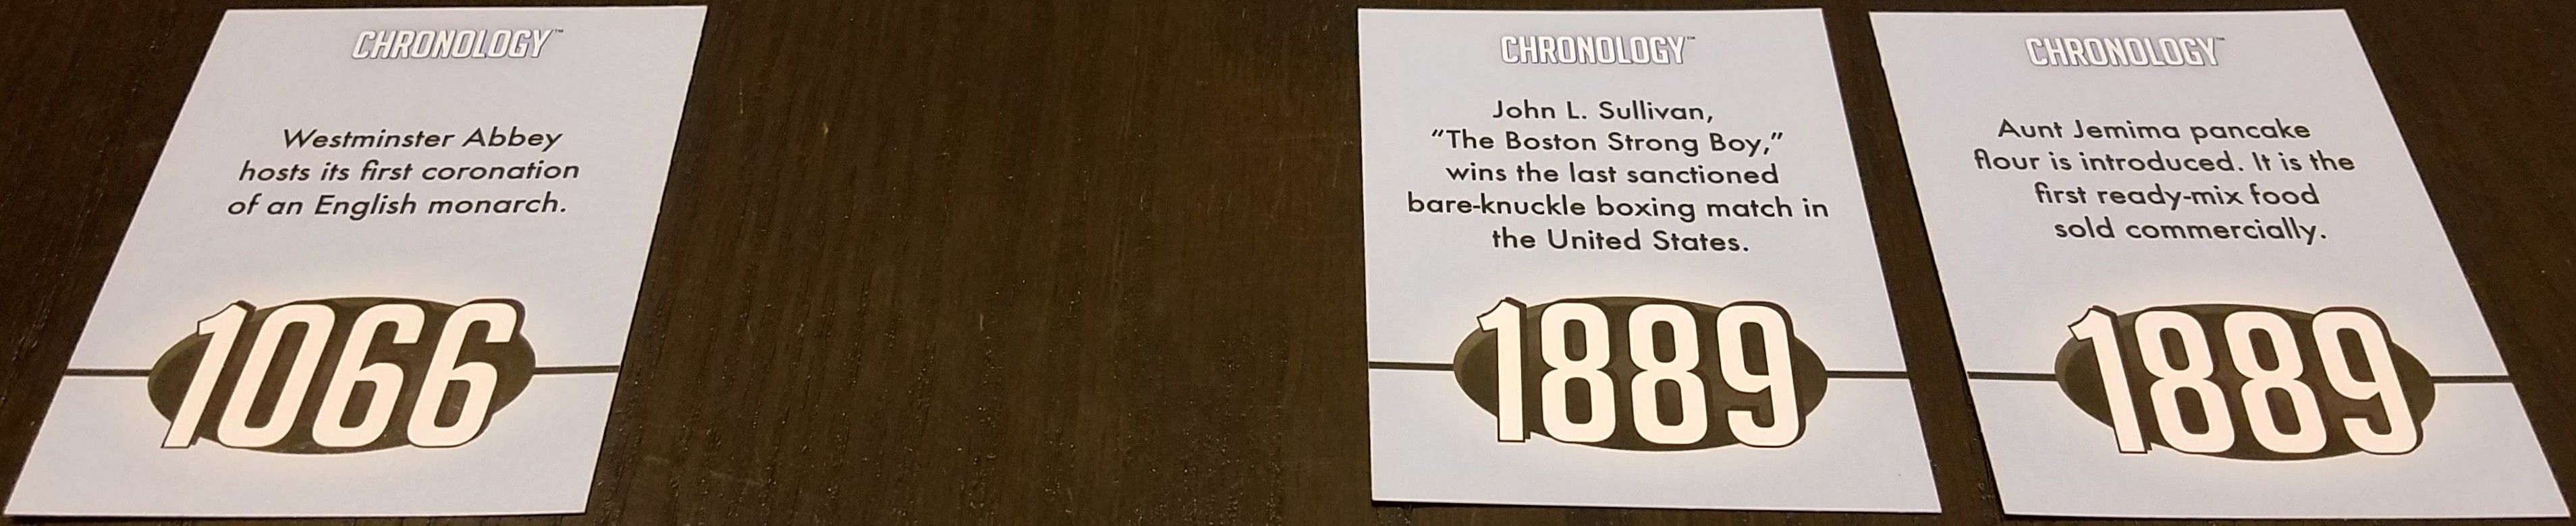 CHRONOLOGY™
Westminster Abbey
hosts its first coronation
of an English monarch.
1066
CHRONOLOGY™
John L. Sullivan,
“The Boston Strong Boy,”
wins the last sanctioned
bare-knuckle boxing match in
the United States.
1889
CHRONOLOGY™
Aunt Jemima pancake
flour is introduced. It is the
first ready-mix food
sold commercially.
1889